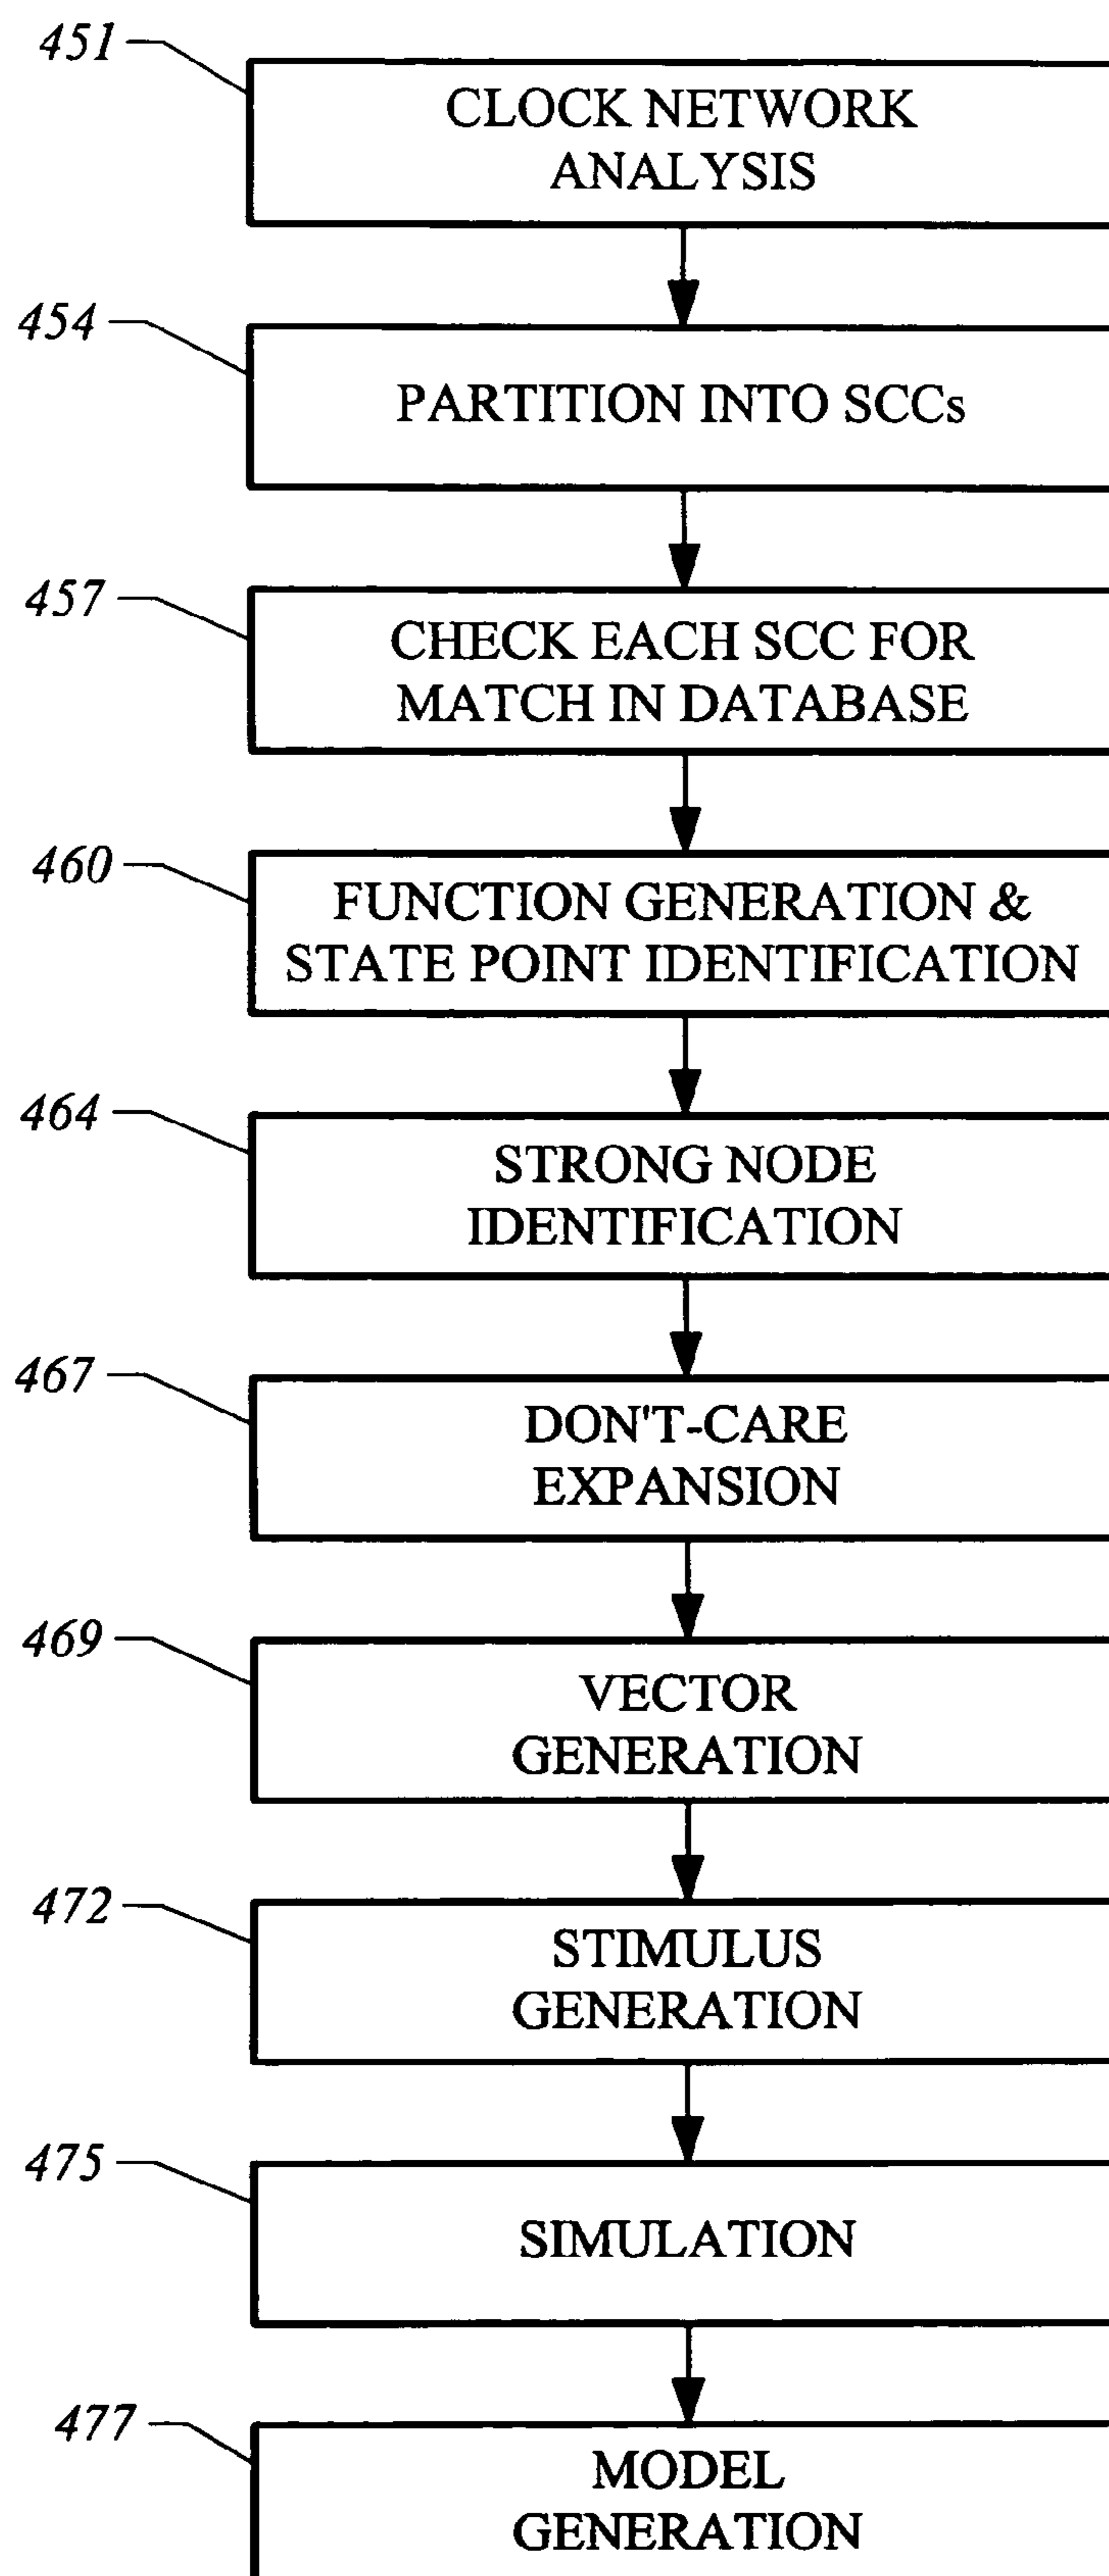 451
CLOCK NETWORK
ANALYSIS
454
PARTITION INTO SCCs
457
CHECK EACH SCC FOR
MATCH IN DATABASE
460
FUNCTION GENERATION &
STATE POINT IDENTIFICATION
464
STRONG NODE
IDENTIFICATION
467
DON'T-CARE
EXPANSION
469
VECTOR
GENERATION
472
STIMULUS
GENERATION
475
SIMULATION
477
MODEL
GENERATION